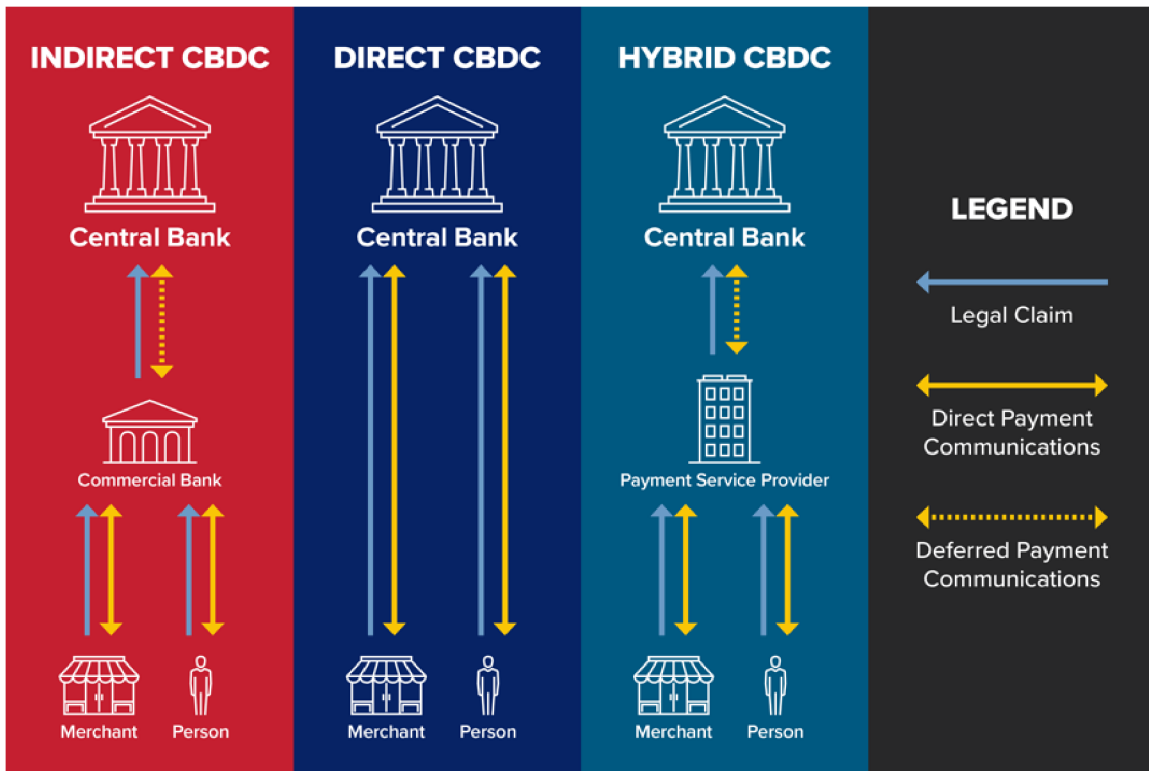 INDIRECT CBDC
Central Bank
Commercial Bank
Merchant
Person
DIRECT CBDC
Central Bank
Merchant
Person
HYBRID CBDC
Central Bank
Payment Service Provider
Merchant
Person
LEGEND
Legal Claim
Direct Payment
Communications
Deferred Payment
Communications